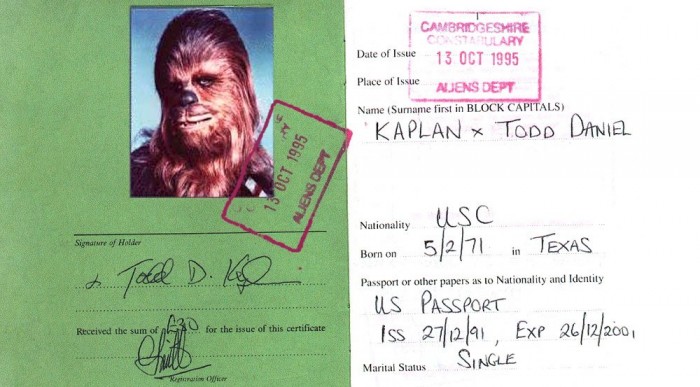 13 OCT 1995
ALIENS DEPT
Signature of Holder
Todd D.
Received the sum of £30 for the issue of this certificate
Registration Officer
CAMBRIDGESHIRE
CONSTABULARY
Date of Issue 13 OCT 1995
Place of Issue ALIENS DEPT
Name (Surname first in BLOCK CAPITALS)
KAPLAN x TODD DANIEL
Nationality USC
Born on 5/2/71 in TEXAS
Passport or other papers as to Nationality and Identity
US PASSPORT
ISS 27/12/91, EXP 26/12/2001
Marital Status SINGLE